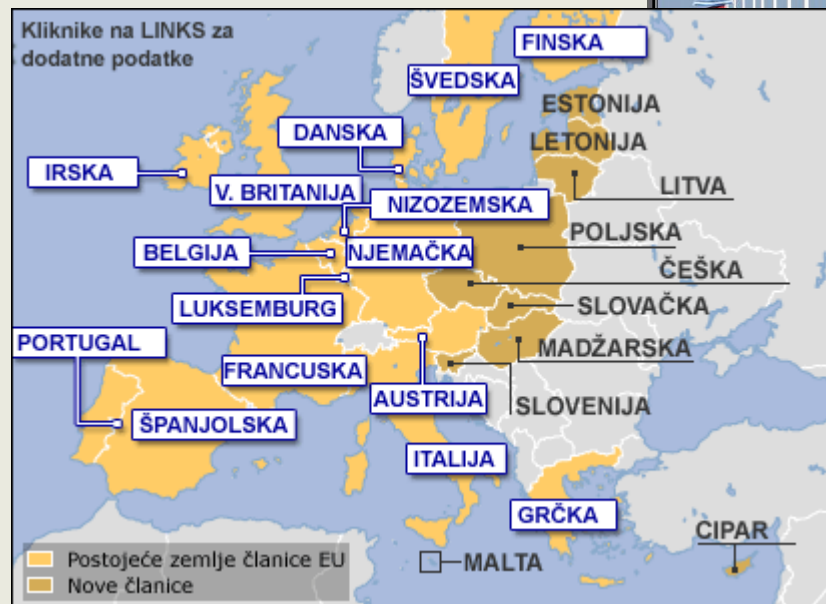 Kliknike na LINKS za
dodatne podatke
FINSKA
ŠVEDSKA
ESTONIJA
DANSKA
LETONIJA
IRSKA
V. BRITANIJA
LITVA
NIZOZEMSKA
POLJSKA
BELGIJA
NJEMAČKA
ČEŠKA
LUKSEMBURG
SLOVAČKA
PORTUGAL
MADŽARSKA
FRANCUSKA
AUSTRIJA
SLOVENIJA
ŠPANJOLSKA
ITALIJA
GRČKA
CIPAR
MALTA
Postojeće zemlje članice EU
Nove članice